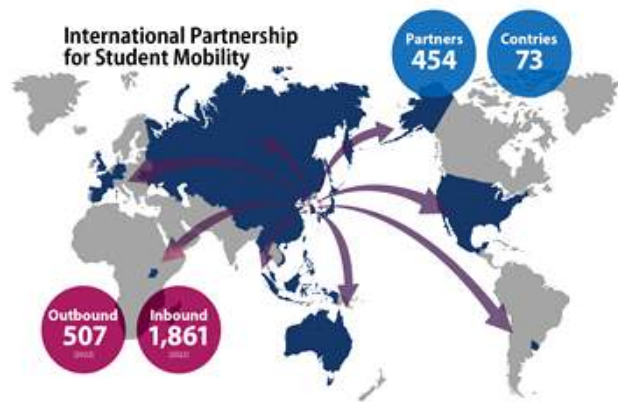 International Partnership
for Student Mobility
Partners
454
Contries
73
Outbound
507
Inbound
1,861